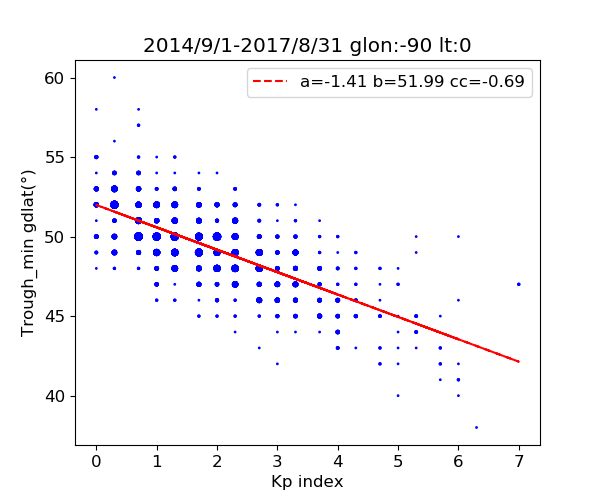 2014/9/1-2017/8/31 glon:-90 lt:0
a=-1.41 b=51.99 cc=-0.69
60
55
50
45
40
Trough_min gdlat(°)
0 1 2 3 4 5 6 7
Kp index